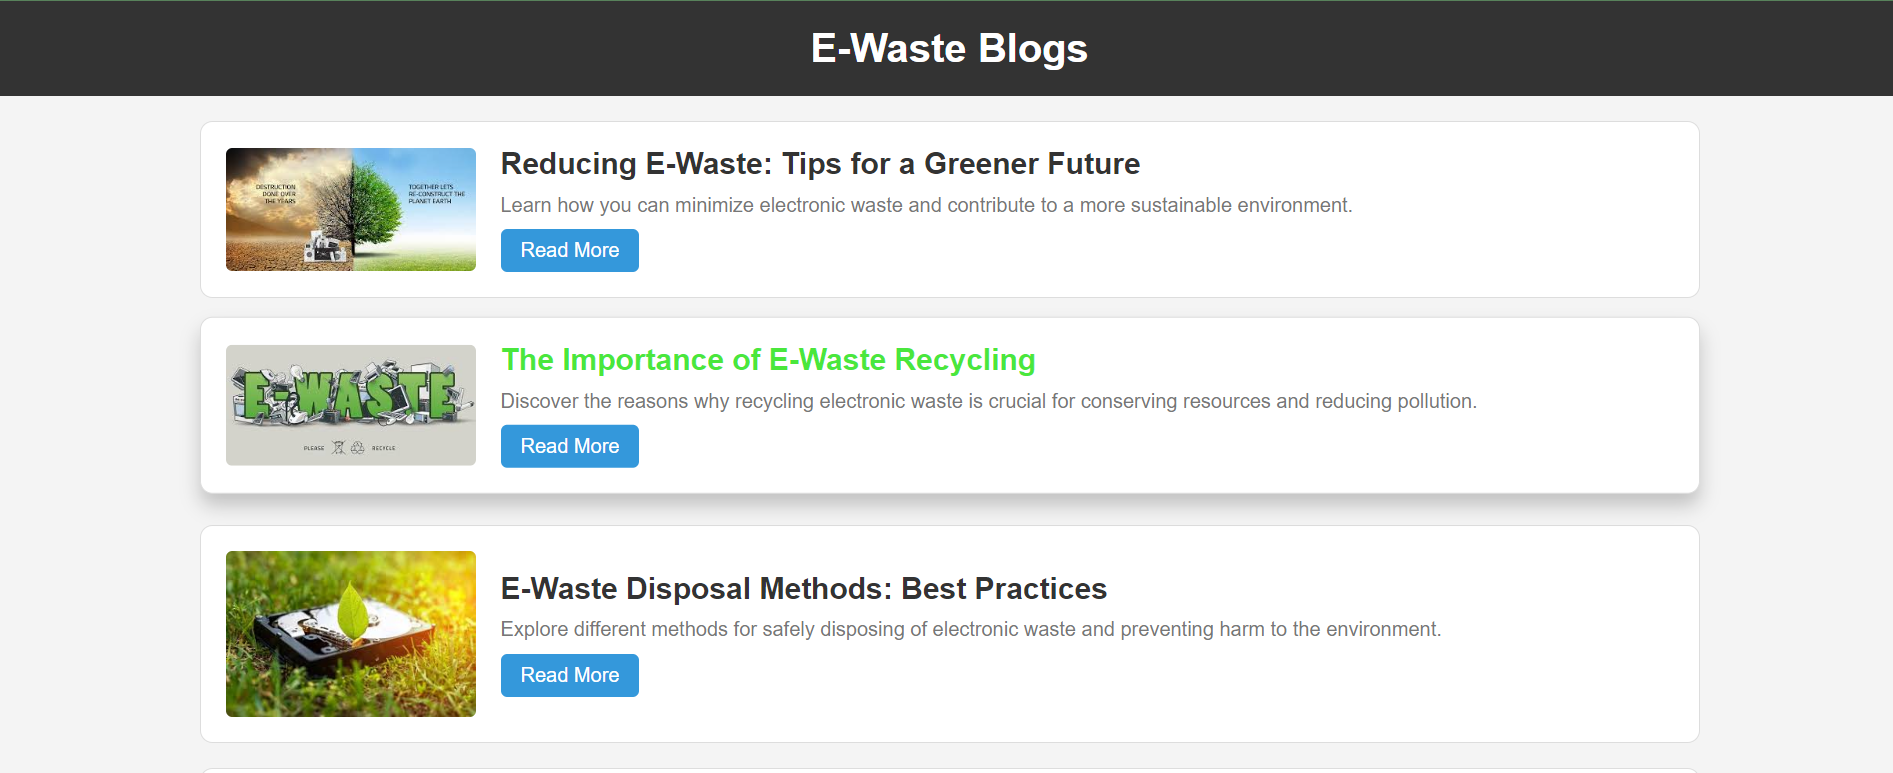 E-Waste Blogs
DESTRUCTION
DONE OVER
THE YEARS
TOGETHER LETS
RE-CONSTRUCT THE
PLANET EARTH
Reducing E-Waste: Tips for a Greener Future
Learn how you can minimize electronic waste and contribute to a more sustainable environment.
Read More
E-WASTE
PLEASE RECYCLE
The Importance of E-Waste Recycling
Discover the reasons why recycling electronic waste is crucial for conserving resources and reducing pollution.
Read More
E-Waste Disposal Methods: Best Practices
Explore different methods for safely disposing of electronic waste and preventing harm to the environment.
Read More